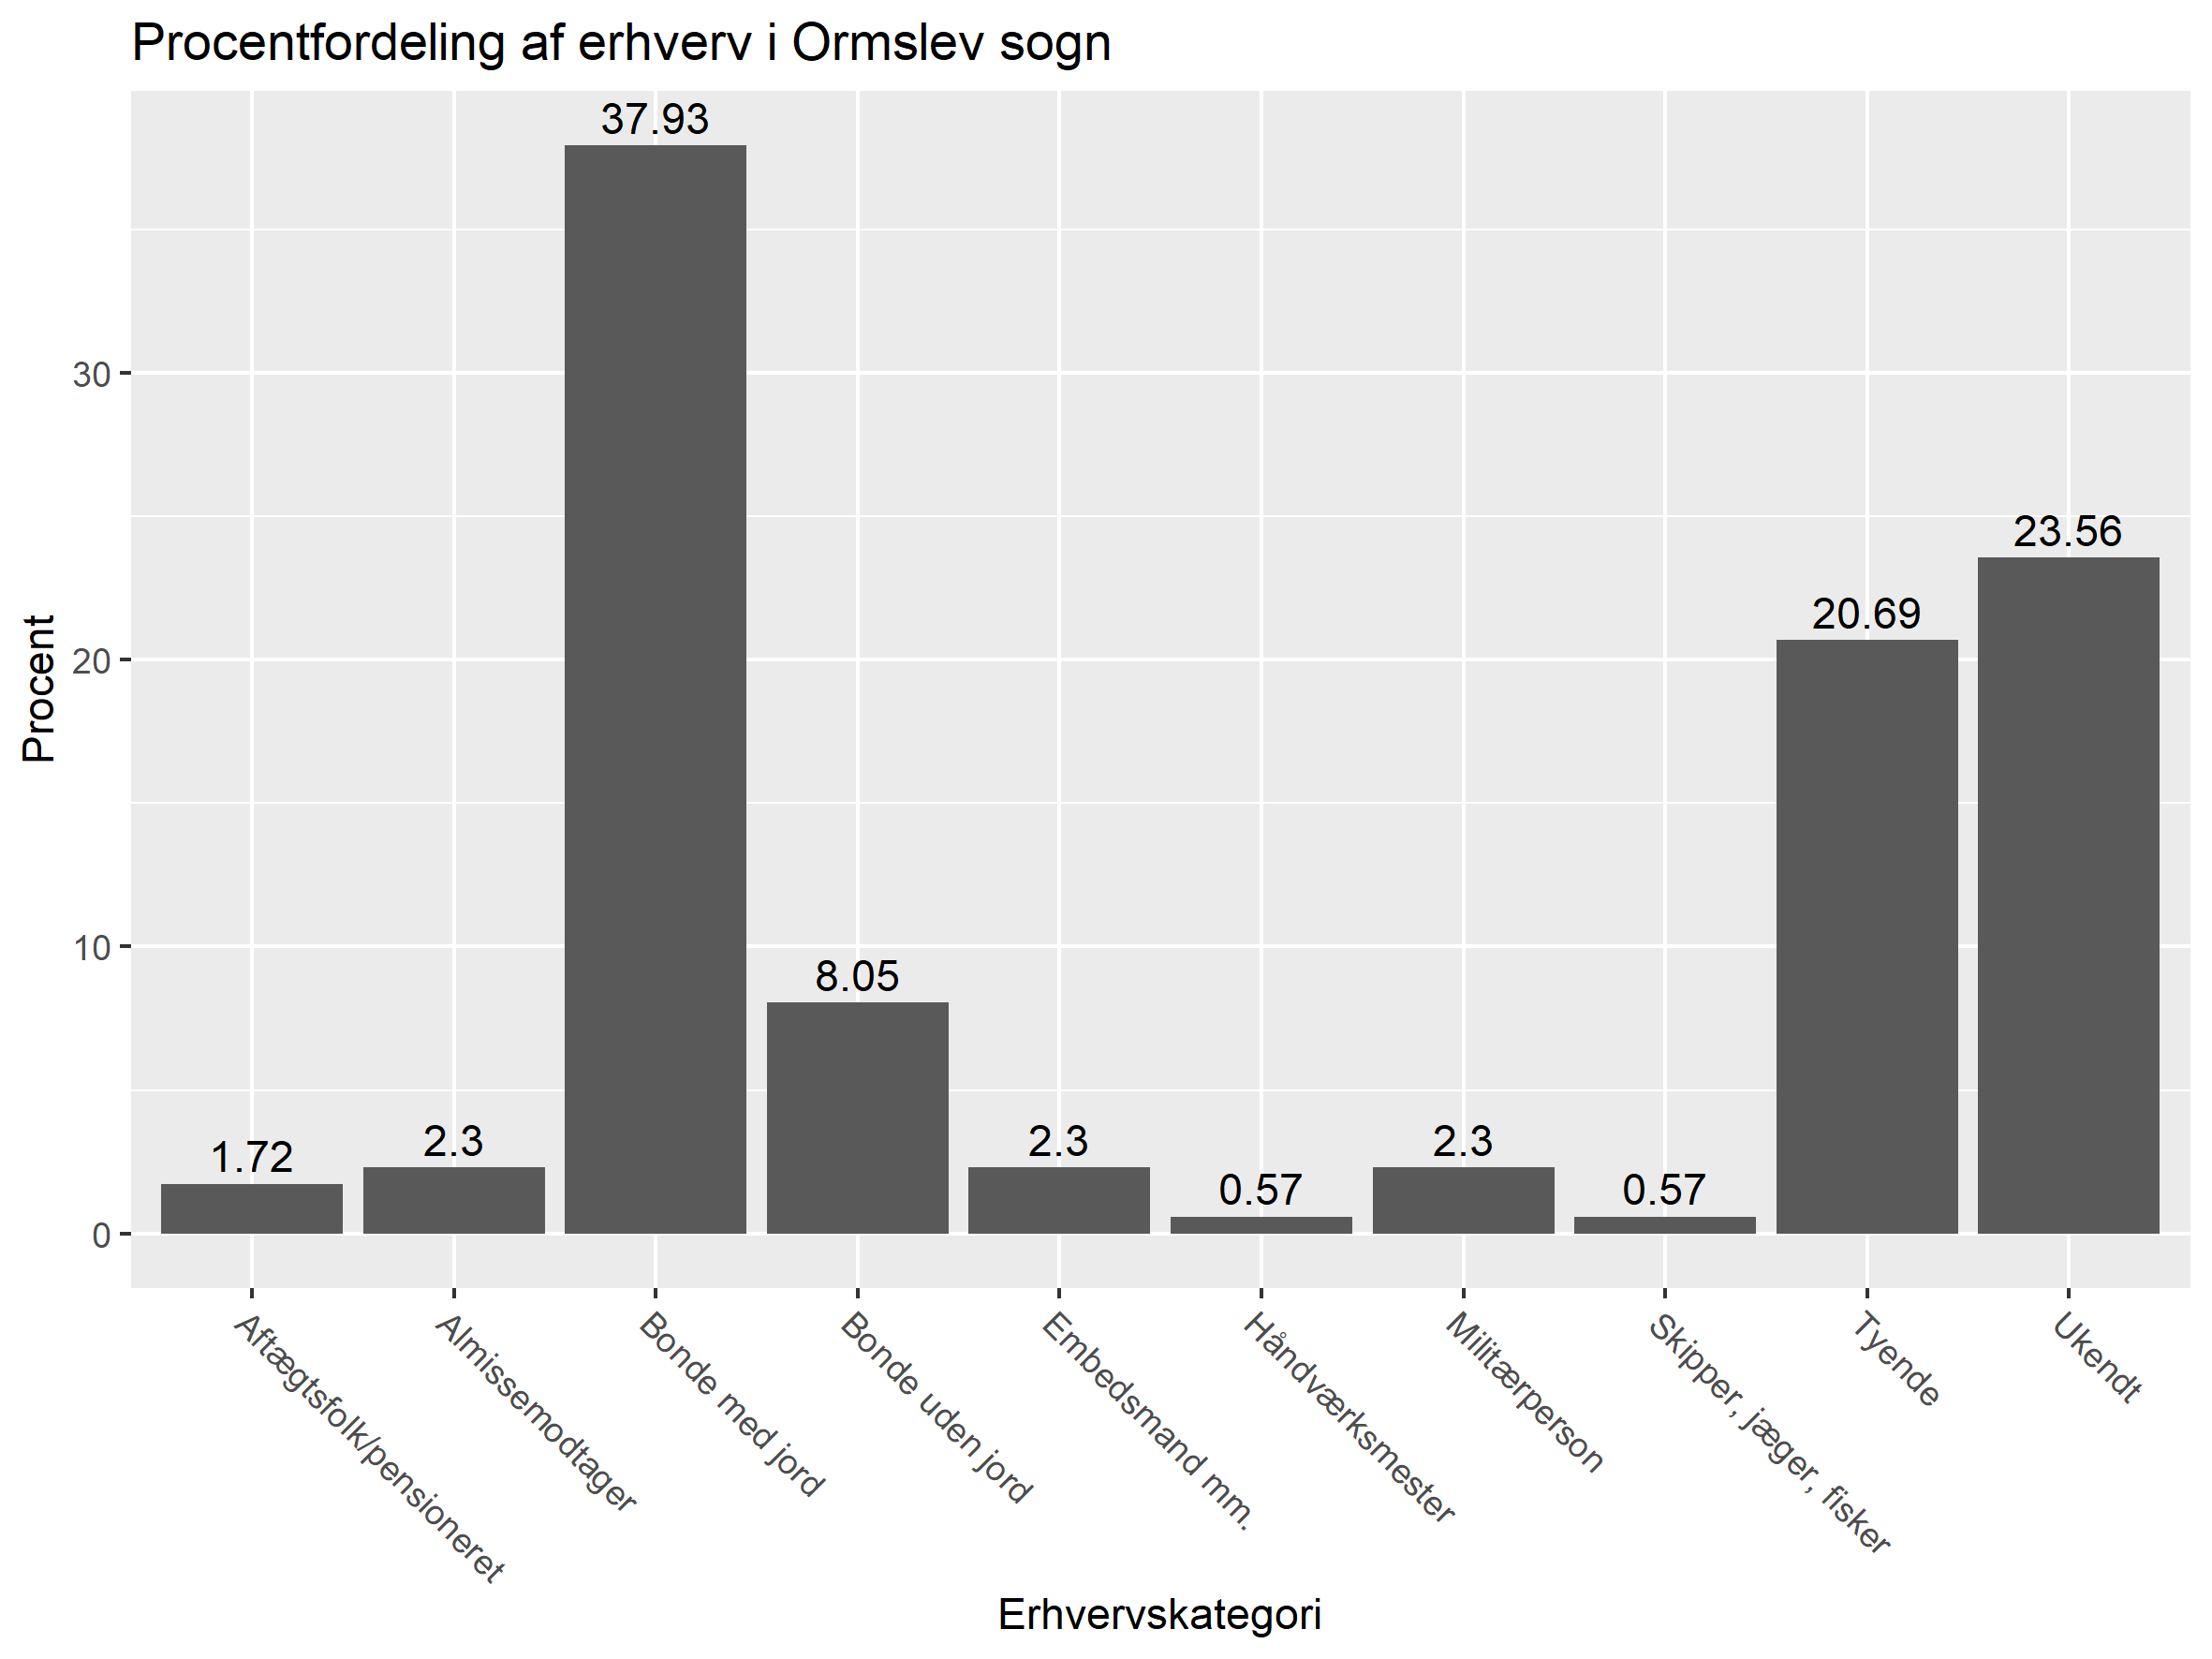 Procentfordeling af erhverv i Ormslev sogn
Procent
30
20
10
0
1.72
2.3
37.93
8.05
2.3
0.57
2.3
0.57
20.69
23.56
Aftægtsfolk/pensioneret
Almissemodtager
Bonde med jord
Bonde uden jord
Embedsmand mm.
Håndværksmester
Militærperson
Skipper, jæger, fisker
Tyende
Ukendt
Erhvervskategori